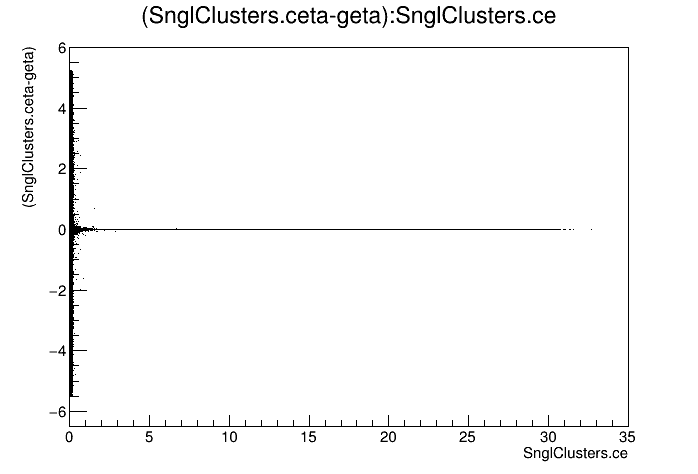 (SnglClusters.ceta-geta):SnglClusters.ce
(SnglClusters.ceta-geta)
6
4
2
0
−2
−4
−6
0 5 10 15 20 25 30 35
SnglClusters.ce